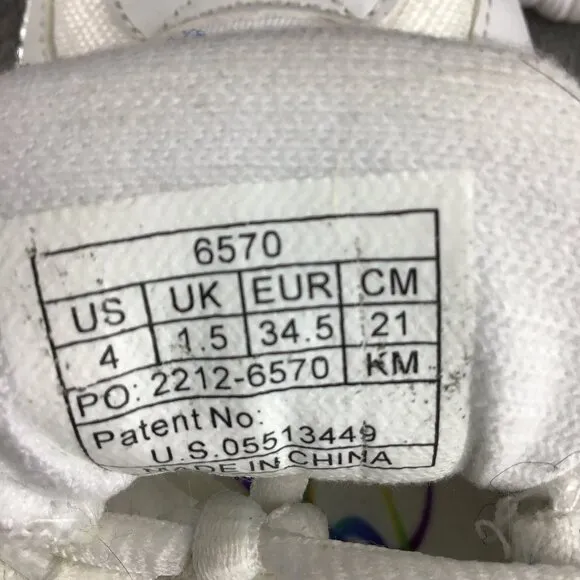 6570
US UK EUR CM
4 1.5 34.5 21
PO: 2212-6570 KM
Patent No:
U.S.05513449
MADE IN CHINA